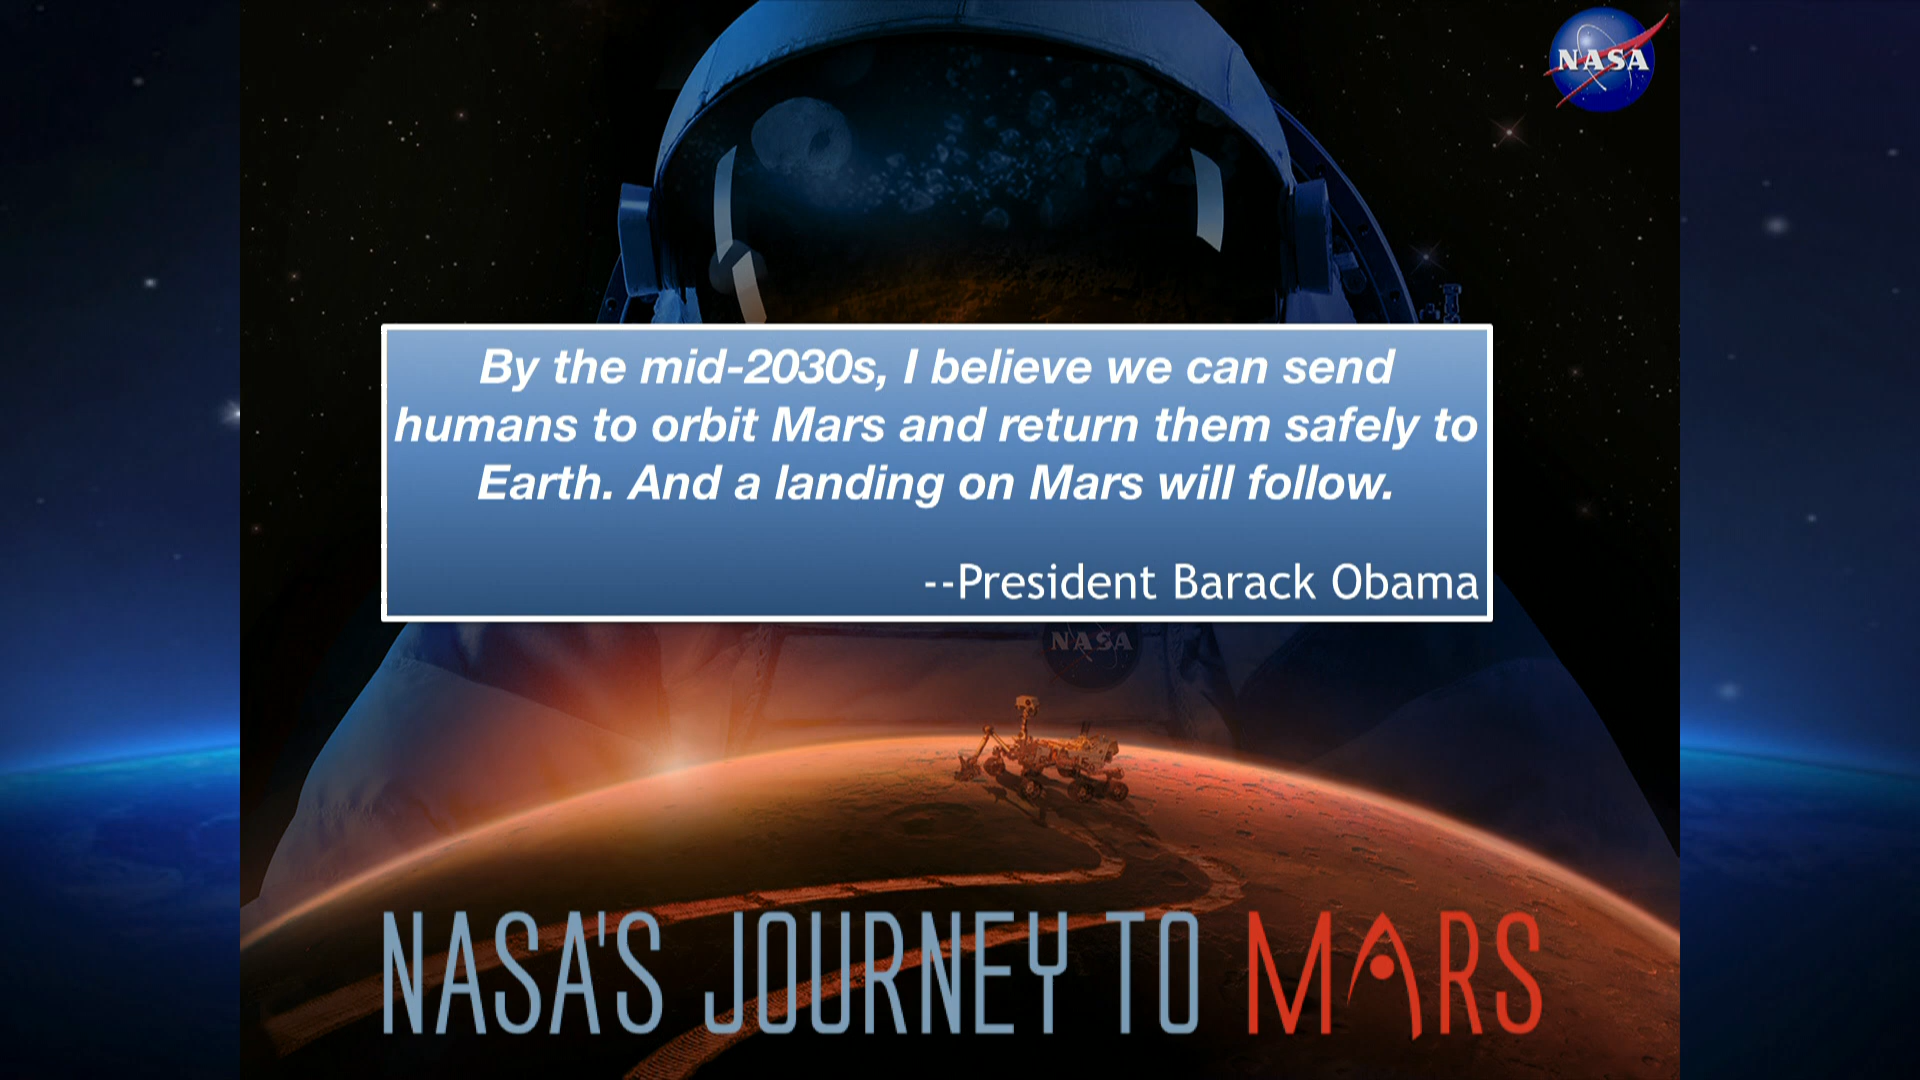 NASA
By the mid-2030s, I believe we can send
humans to orbit Mars and return them safely to
Earth. And a landing on Mars will follow.
--President Barack Obama
NASA
NASA'S JOURNEY TO MARS